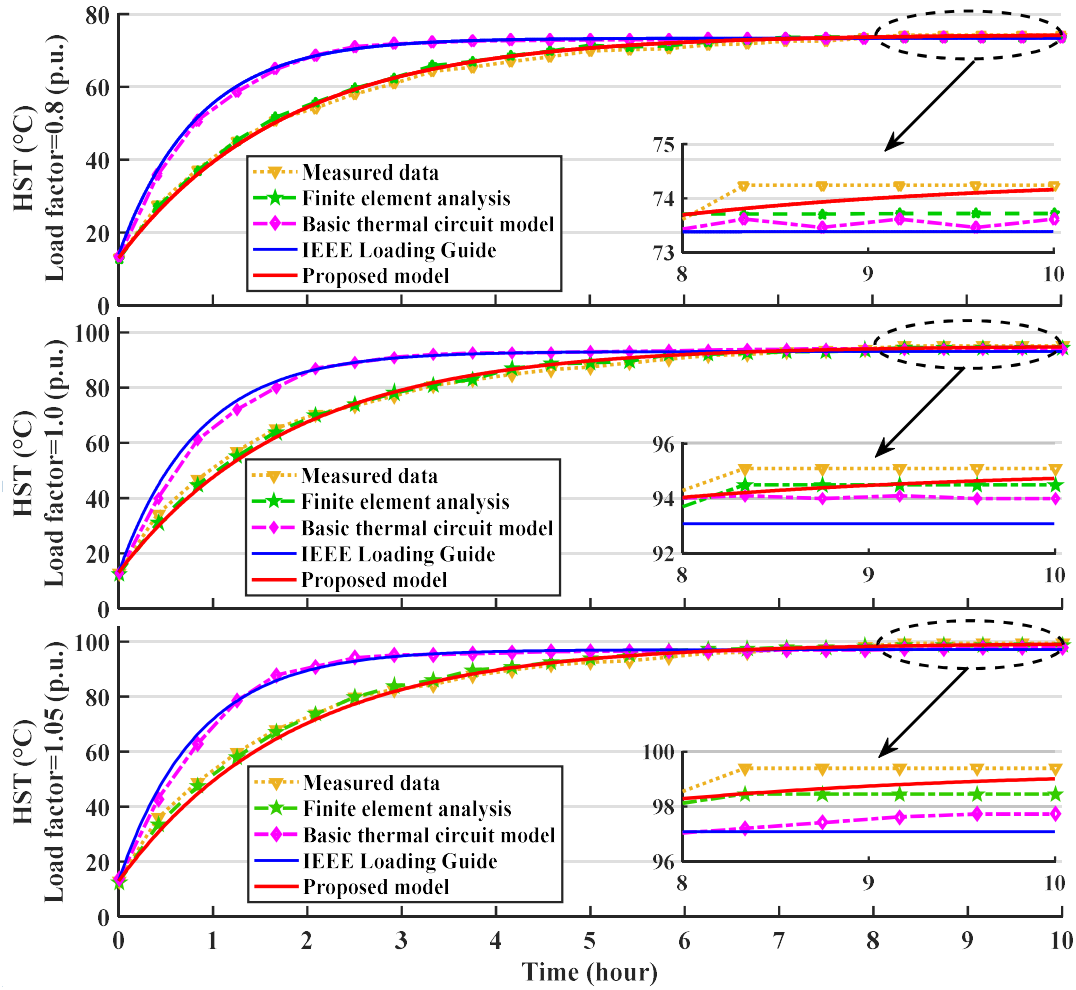 80
60
40
20
0
HST (°C)
Load factor=0.8 (p.u.)
Measured data
Finite element analysis
Basic thermal circuit model
IEEE Loading Guide
Proposed model
75
74
73
8 9 10
100
80
60
40
20
0
HST (°C)
Load factor=1.0 (p.u.)
Measured data
Finite element analysis
Basic thermal circuit model
IEEE Loading Guide
Proposed model
96
94
92
8 9 10
100
80
60
40
20
0
HST (°C)
Load factor=1.05 (p.u.)
Measured data
Finite element analysis
Basic thermal circuit model
IEEE Loading Guide
Proposed model
100
98
96
8 9 10
0 1 2 3 4 5 6 7 8 9 10
Time (hour)